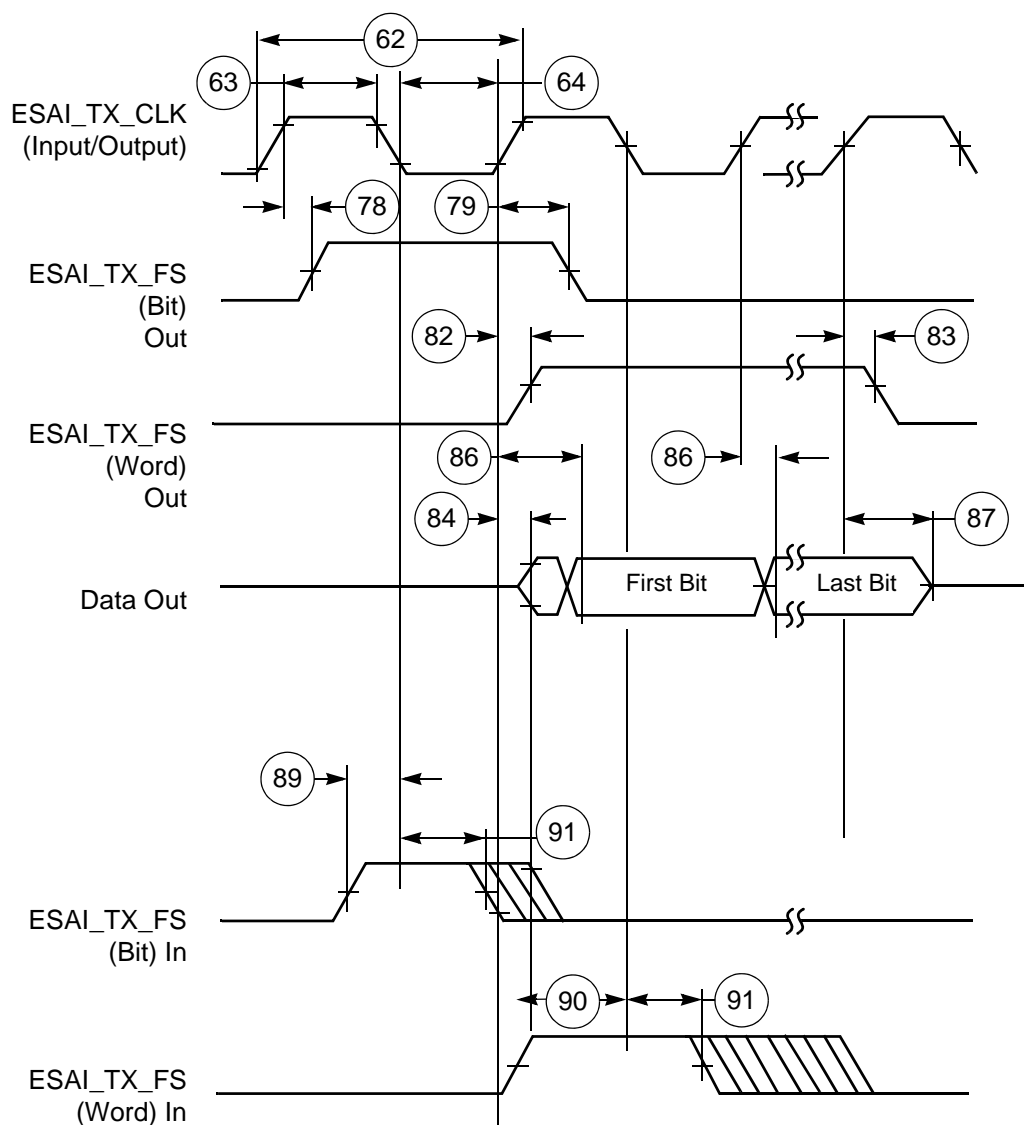 62
63
64
ESAI_TX_CLK
(Input/Output)
78
79
ESAI_TX_FS
(Bit)
Out
82
83
ESAI_TX_FS
(Word)
Out
86
86
84
87
Data Out
First Bit
Last Bit
89
91
ESAI_TX_FS
(Bit) In
90
91
ESAI_TX_FS
(Word) In